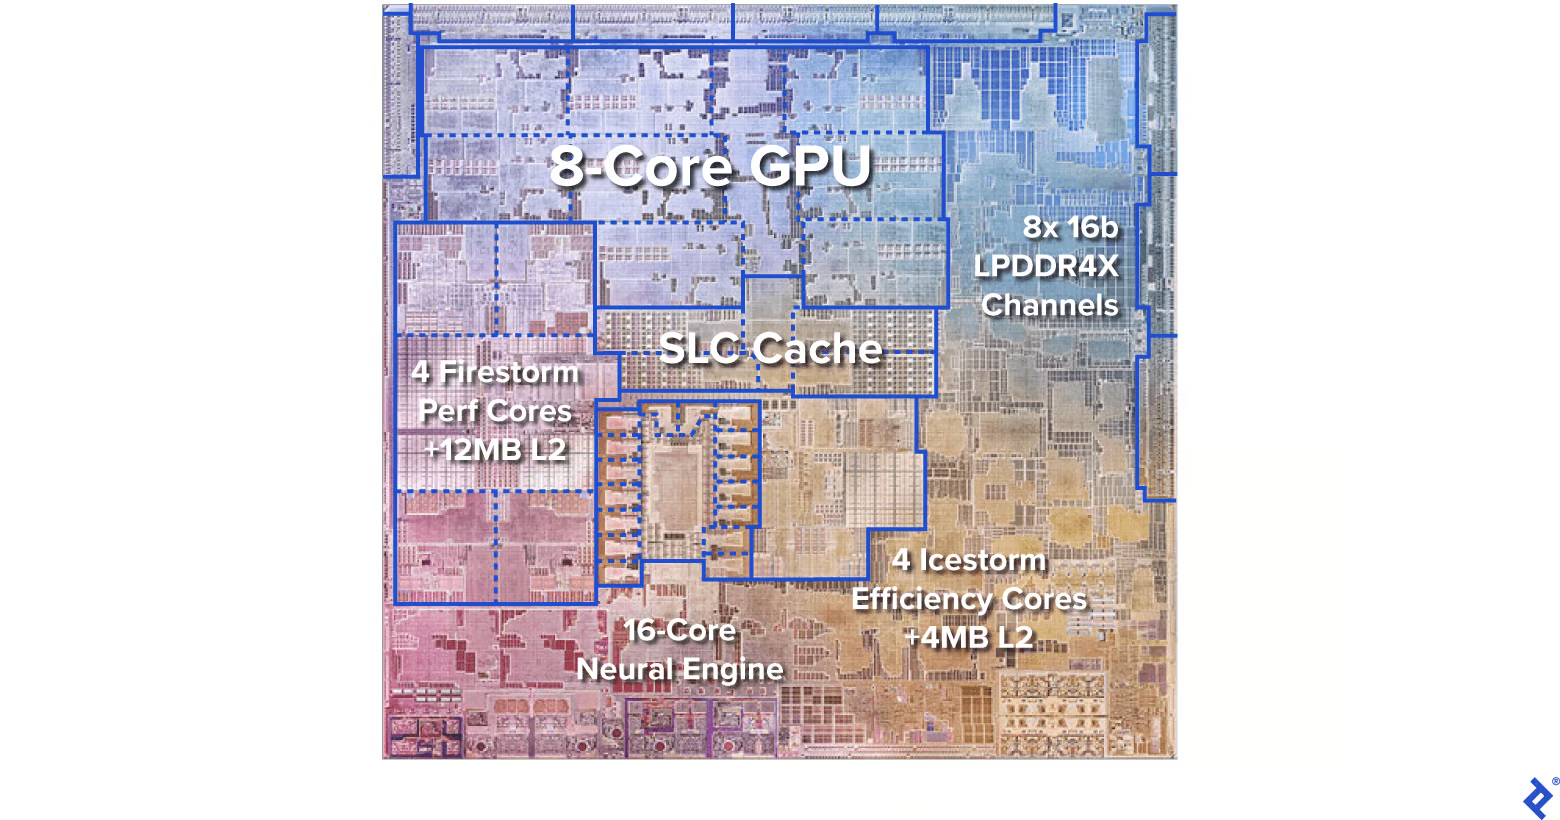 8-Core GPU
8x 16b
LPDDR4X
Channels
SLC Cache
4 Firestorm
Perf Cores
+12MB L2
4 Icestorm
Efficiency Cores
+4MB L2
16-Core
Neural Engine
®